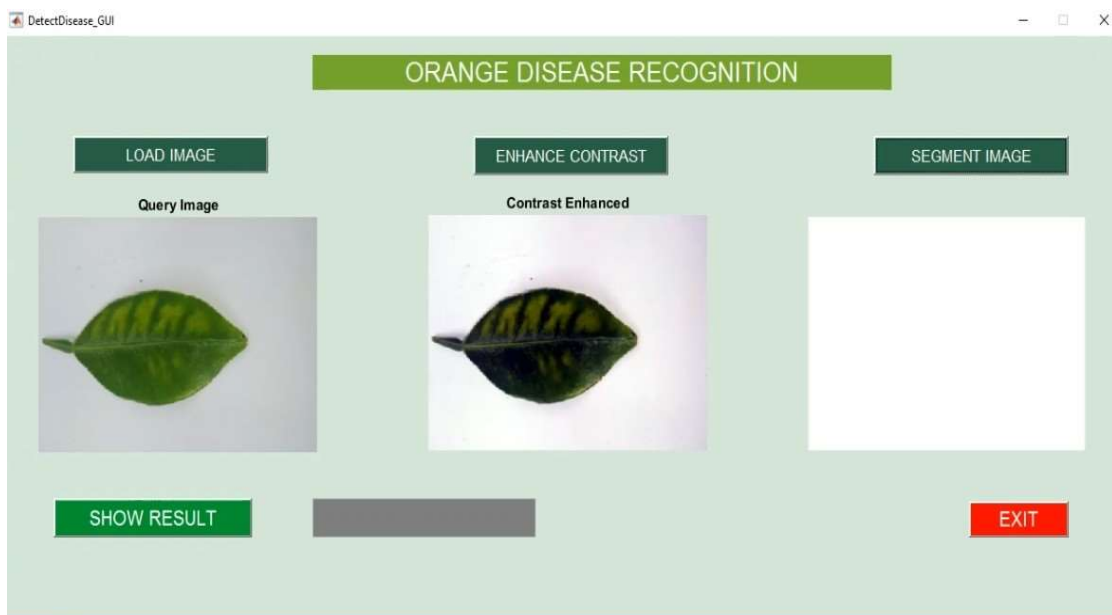 DetectDisease_GUI
ORANGE DISEASE RECOGNITION
LOAD IMAGE
ENHANCE CONTRAST
SEGMENT IMAGE
Query Image
Contrast Enhanced
SHOW RESULT
EXIT